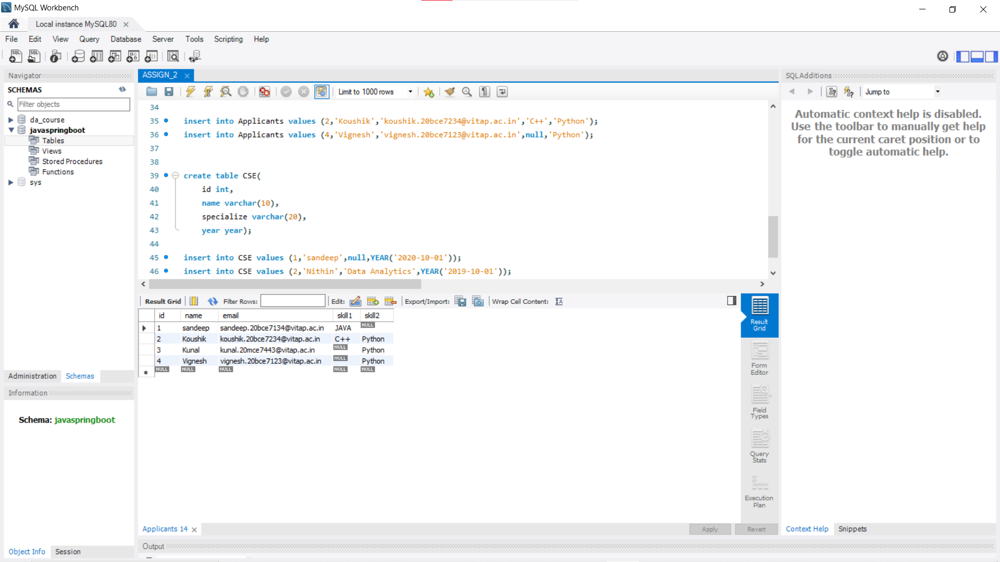 MySQL Workbench
Local instance MySQL80
File Edit View Query Database Server Tools Scripting Help
Navigator
SCHEMAS
Filter objects
da_course
javaspringboot
Tables
Views
Stored Procedures
Functions
sys
Administration Schemas
Information
Schema: javaspringboot
Object Info Session
ASSIGN_2
Limit to 1000 rows
34
35 insert into Applicants values (2,'Koushik','koushik.20bce7234@vitap.ac.in','C++','Python');
36 insert into Applicants values (4,'Vignesh','vignesh.20bce7123@vitap.ac.in',null,'Python');
37
38
39 create table CSE(
40 id int,
41 name varchar(10),
42 specialize varchar(20),
43 year year);
44
45 insert into CSE values (1,'sandeep',null,YEAR('2020-10-01'));
46 insert into CSE values (2,'Nithin','Data Analytics',YEAR('2019-10-01'));
Result Grid Filter Rows: Edit: Export/Import: Wrap Cell Content:
id name email skill1 skill2
1 sandeep sandeep.20bce7134@vitap.ac.in JAVA NULL
2 Koushik koushik.20bce7234@vitap.ac.in C++ Python
3 Kunal kunal.20mce7443@vitap.ac.in NULL Python
4 Vignesh vignesh.20bce7123@vitap.ac.in NULL Python
NULL NULL NULL NULL NULL
Result
Grid
Form
Editor
Field
Types
Query
Stats
Execution
Plan
Applicants 14
Apply Revert
Output
SQLAdditions
Jump to
Automatic context help is disabled.
Use the toolbar to manually get help
for the current caret position or to
toggle automatic help.
Context Help Snippets